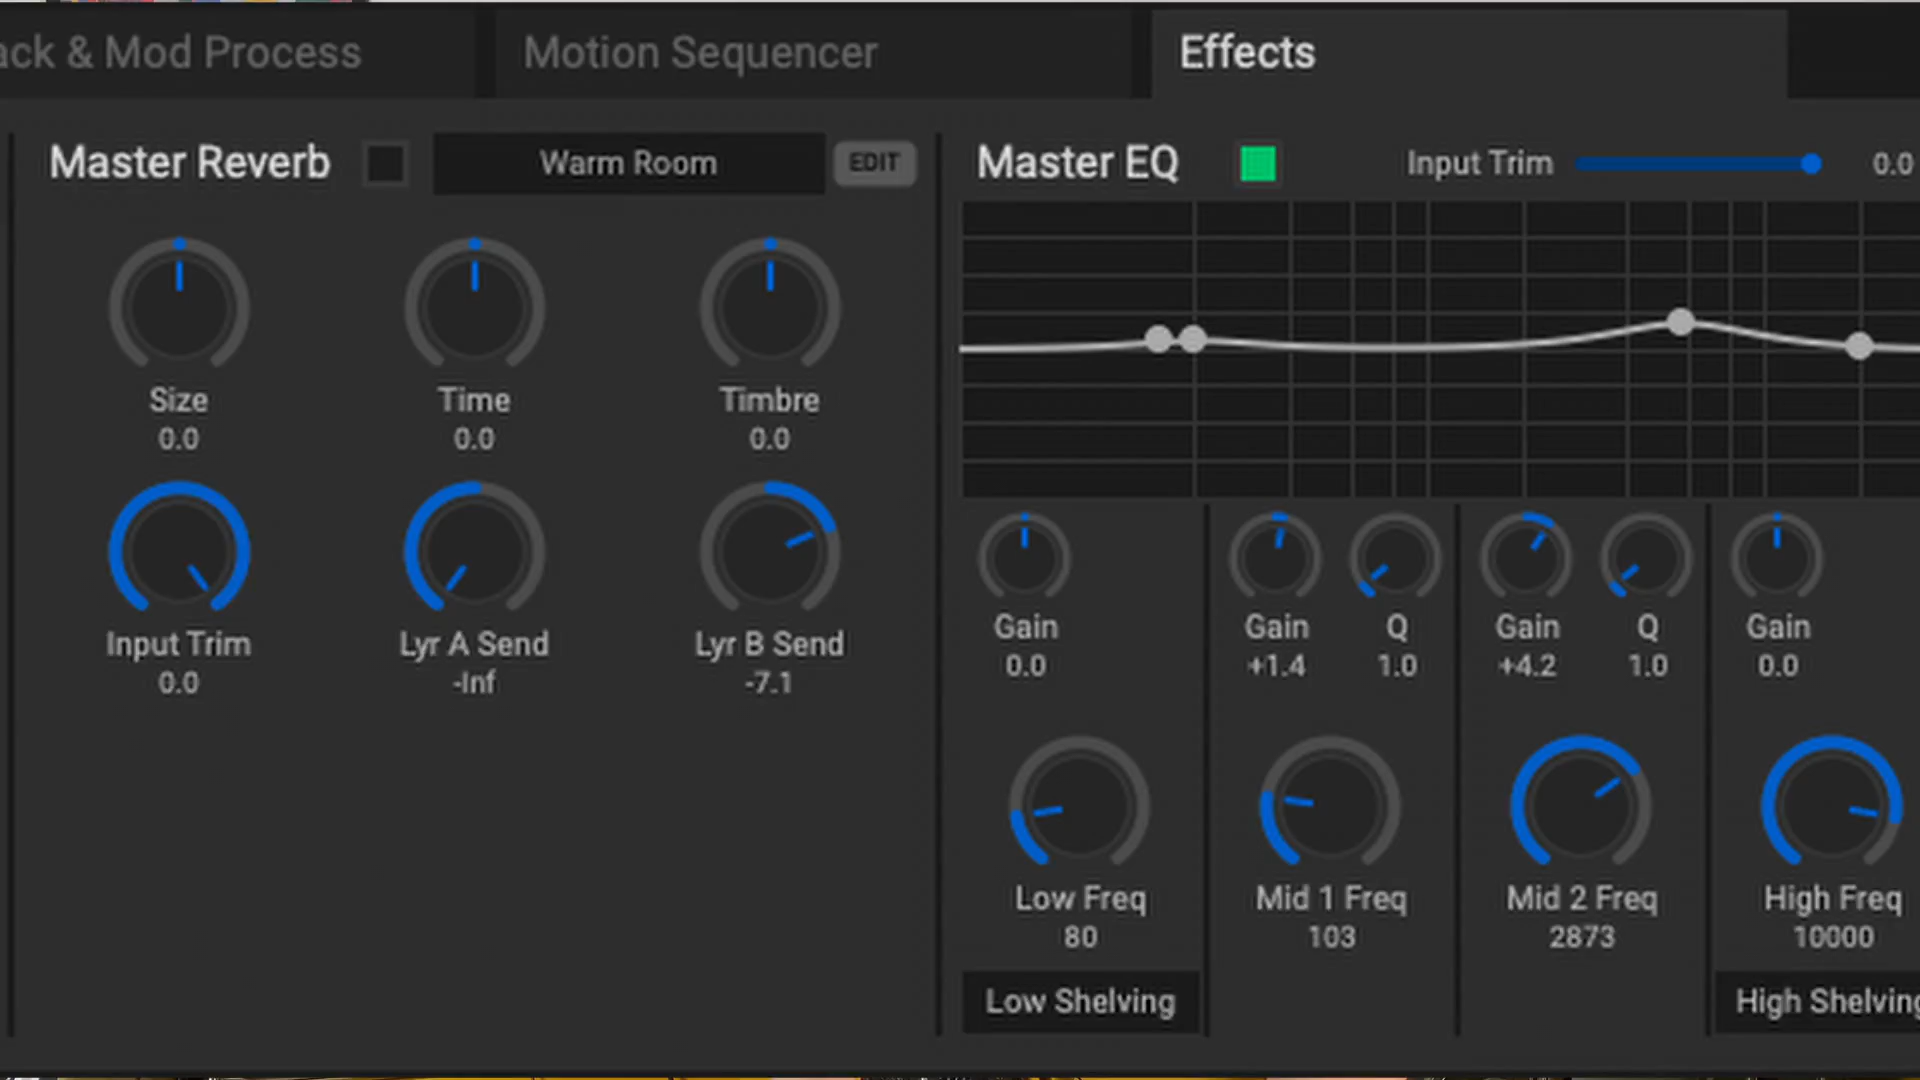 ack & Mod Process
Motion Sequencer
Effects
Master Reverb
Warm Room
EDIT
Master EQ
Input Trim
0.0
Size
0.0
Time
0.0
Timbre
0.0
Input Trim
0.0
Lyr A Send
-Inf
Lyr B Send
-7.1
Gain
0.0
Gain
+1.4
Q
1.0
Gain
+4.2
Q
1.0
Gain
0.0
Low Freq
80
Mid 1 Freq
103
Mid 2 Freq
2873
High Freq
10000
Low Shelving
High Shelving